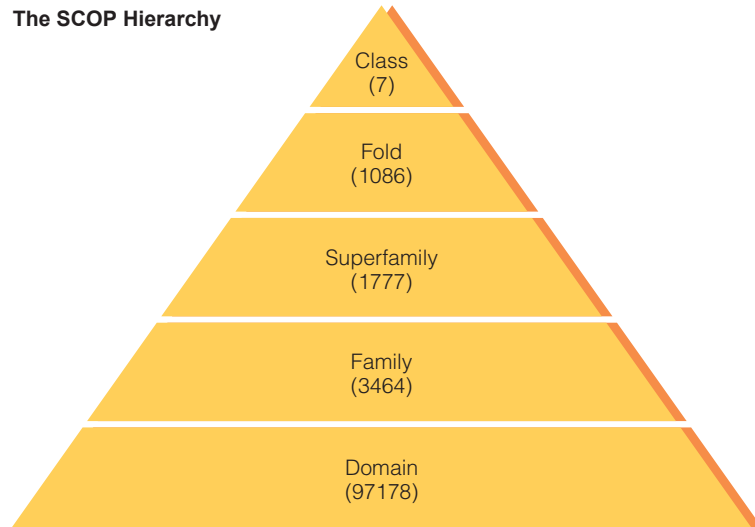 The SCOP Hierarchy
Class
(7)
Fold
(1086)
Superfamily
(1777)
Family
(3464)
Domain
(97178)